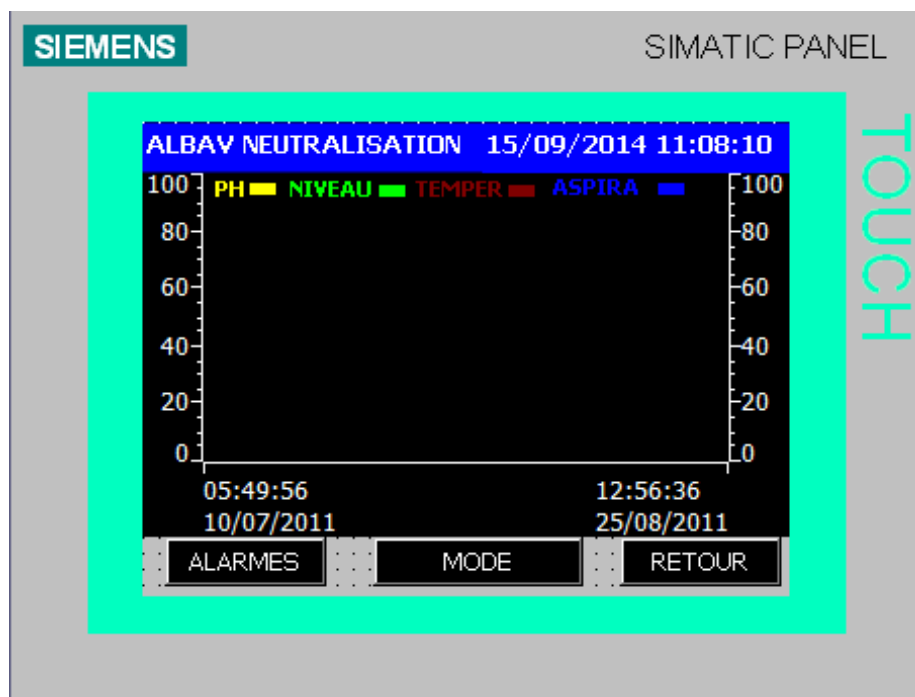 SIEMENS
SIMATIC PANEL
TOUCH
ALBAV NEUTRALISATION 15/09/2014 11:08:10
100 PH NIVEAU TEMPER ASPIRA 100
80 80
60 60
40 40
20 20
0 0
05:49:56 12:56:36
10/07/2011 25/08/2011
ALARMES MODE RETOUR